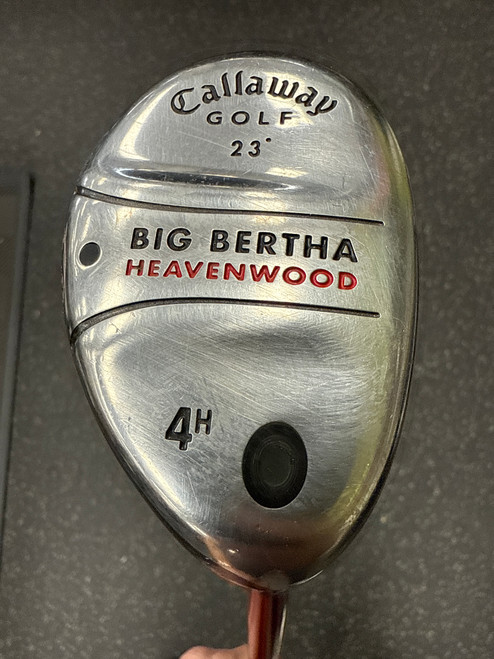 Callaway
GOLF
23°
BIG BERTHA
HEAVENWOOD
4H